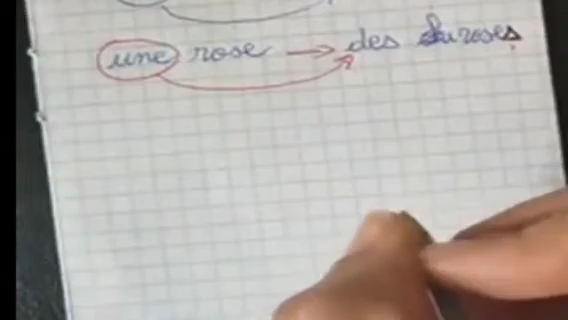 une rose → des roses